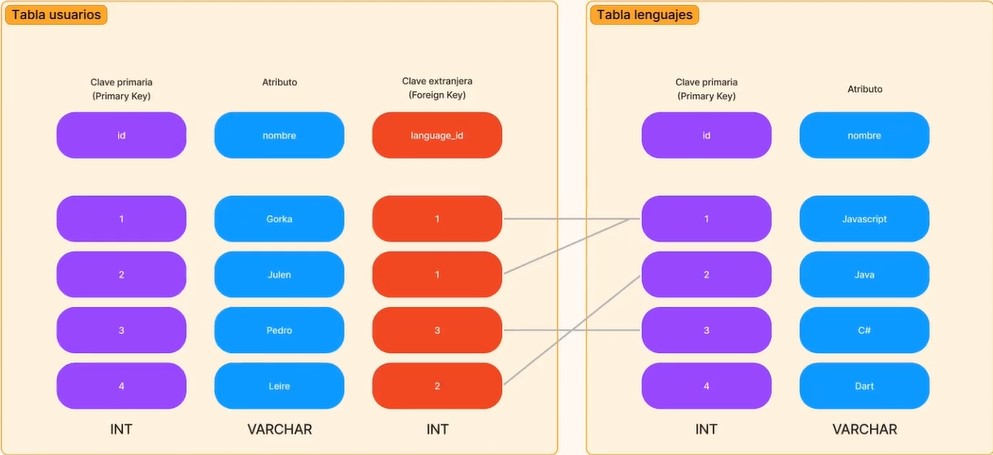 Tabla usuarios
Clave primaria
(Primary Key)
Atributo
Clave extranjera
(Foreign Key)
id
nombre
language_id
1
Gorka
1
2
Julen
1
3
Pedro
3
4
Leire
2
INT
VARCHAR
INT
Tabla lenguajes
Clave primaria
(Primary Key)
Atributo
id
nombre
1
Javascript
2
Java
3
C#
4
Dart
INT
VARCHAR